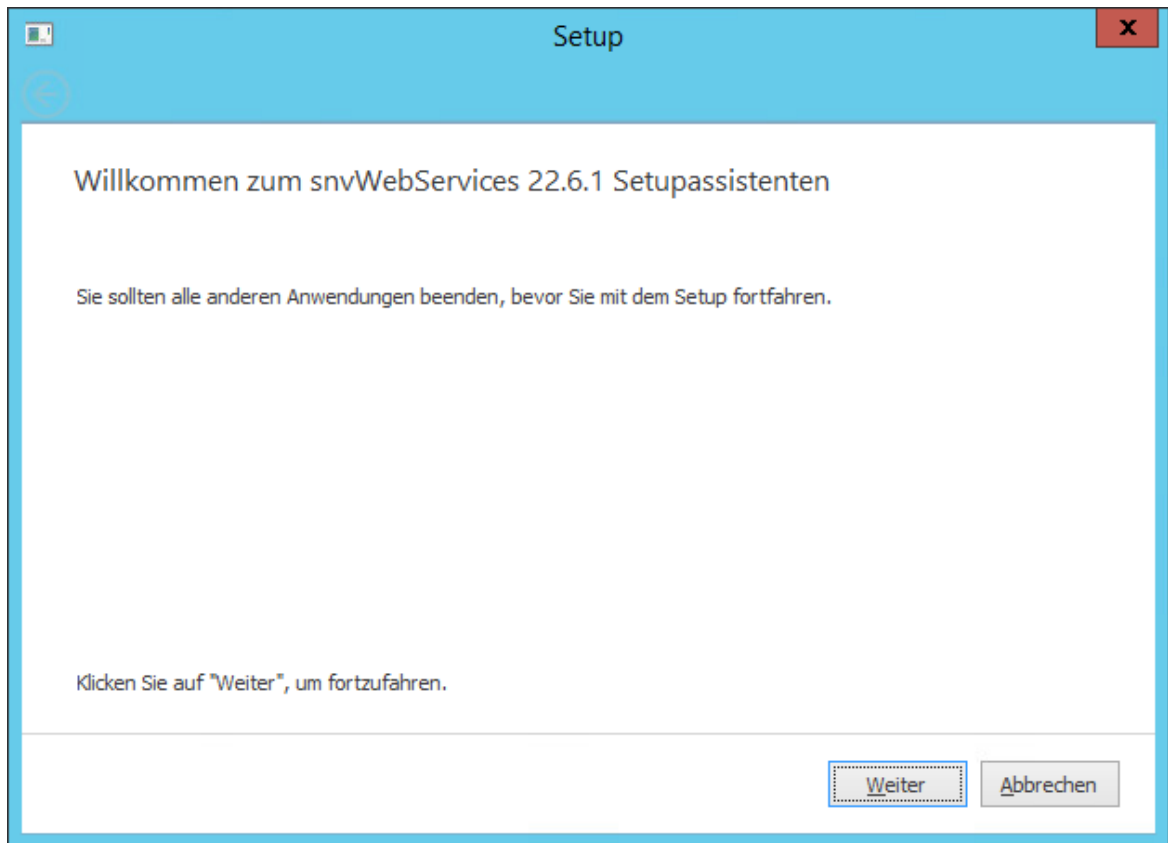 Setup
Willkommen zum snvWebServices 22.6.1 Setupassistenten
Sie sollten alle anderen Anwendungen beenden, bevor Sie mit dem Setup fortfahren.
Klicken Sie auf "Weiter", um fortzufahren.
Weiter
Abbrechen